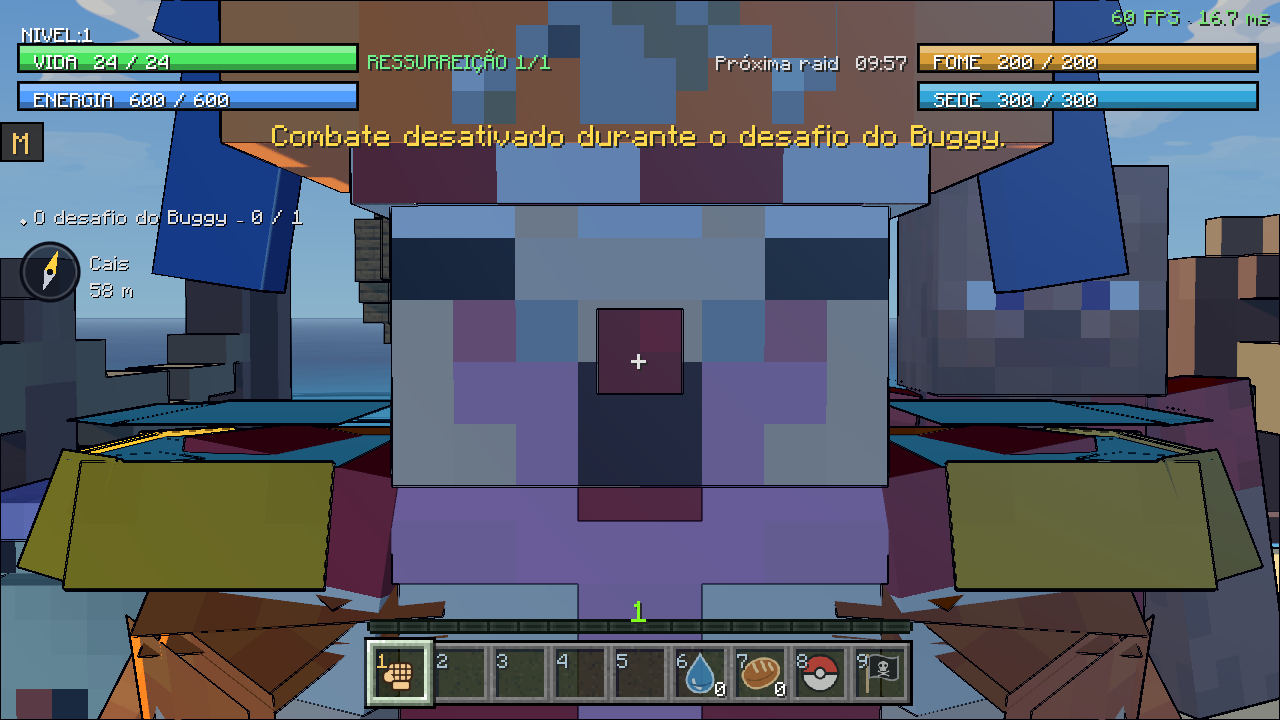 60 FPS . 16.7 ms
NIVEL:1
VIDA 24 / 24
RESSURREIÇÃO 1/1
Próxima raid 09:57
FOME 200 / 200
ENERGIA 600 / 600
SEDE 300 / 300
M
Combate desativado durante o desafio do Buggy.
O desafio do Buggy - 0 / 1
Cais
58 m
1
1 2 3 4 5 6 7 8 9
0 0